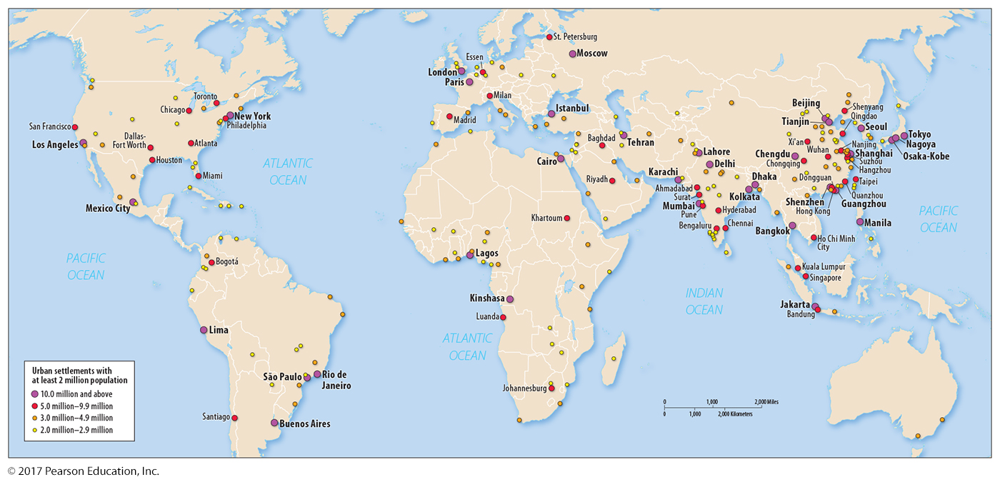 St. Petersburg
Moscow
Essen
London
Paris
Milan
Madrid
Istanbul
Toronto
Chicago
New York
Philadelphia
San Francisco
Dallas-
Fort Worth
Los Angeles
Atlanta
Houston
Miami
Mexico City
ATLANTIC
OCEAN
PACIFIC
OCEAN
Bogotá
Lima
São Paulo
Rio de
Janeiro
Santiago
Buenos Aires
Baghdad
Tehran
Cairo
Riyadh
Khartoum
Lagos
Kinshasa
Luanda
ATLANTIC
OCEAN
Johannesburg
Lahore
Delhi
Karachi
Ahmadabad
Surat
Mumbai
Pune
Hyderabad
Bengaluru
Chennai
Kolkata
Dhaka
INDIAN
OCEAN
Beijing
Tianjin
Shenyang
Qingdao
Seoul
Tokyo
Nagoya
Osaka-Kobe
Xi'an
Nanjing
Wuhan
Shanghai
Chengdu
Chongqing
Suzhou
Hangzhou
Dongguan
Taipei
Quanzhou
Shenzhen
Guangzhou
Hong Kong
PACIFIC
OCEAN
Manila
Bangkok
Ho Chi Minh
City
Kuala Lumpur
Singapore
Jakarta
Bandung
Urban settlements with
at least 2 million population
10.0 million and above
5.0 million–9.9 million
3.0 million–4.9 million
2.0 million–2.9 million
0 1,000 2,000 Miles
0 1,000 2,000 Kilometers
© 2017 Pearson Education, Inc.